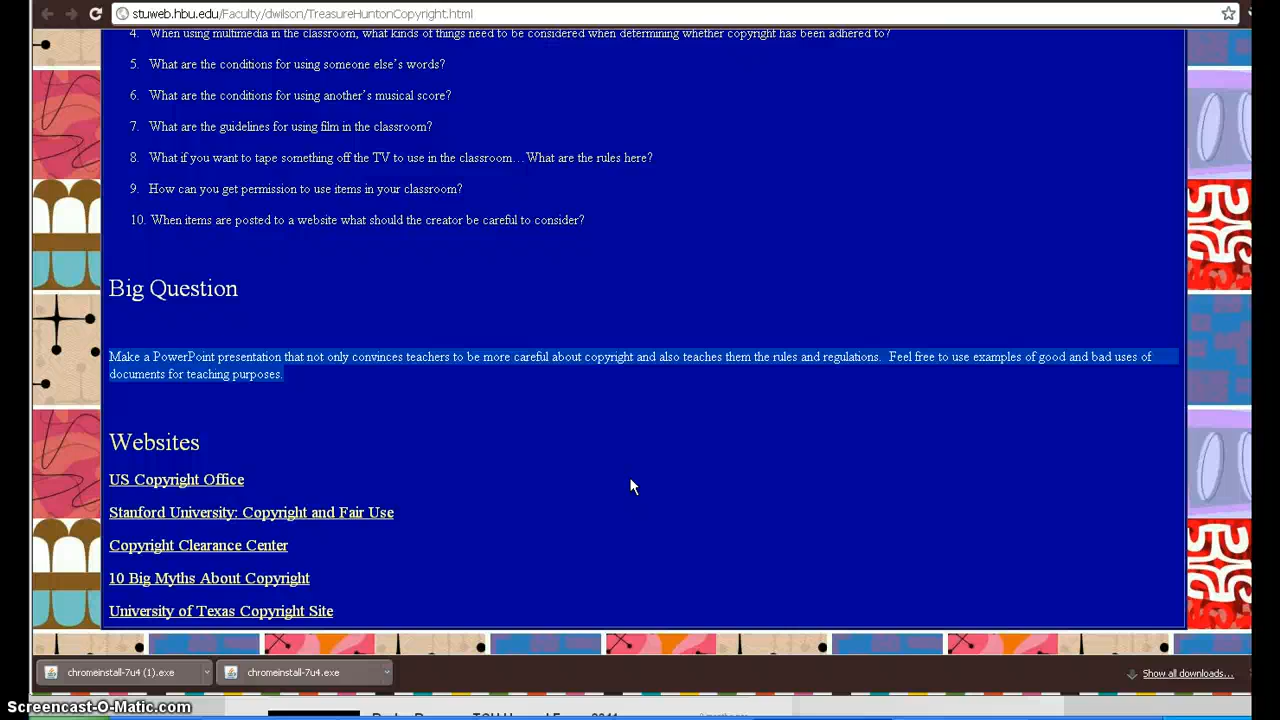 stuweb.hbu.edu/Faculty/dwilson/TreasureHuntonCopyright.html
4. When using multimedia in the classroom, what kinds of things need to be considered when determining whether copyright has been adhered to?
5. What are the conditions for using someone else’s words?
6. What are the conditions for using another’s musical score?
7. What are the guidelines for using film in the classroom?
8. What if you want to tape something off the TV to use in the classroom…What are the rules here?
9. How can you get permission to use items in your classroom?
10. When items are posted to a website what should the creator be careful to consider?
Big Question
Make a PowerPoint presentation that not only convinces teachers to be more careful about copyright and also teaches them the rules and regulations. Feel free to use examples of good and bad uses of
documents for teaching purposes.
Websites
US Copyright Office
Stanford University: Copyright and Fair Use
Copyright Clearance Center
10 Big Myths About Copyright
University of Texas Copyright Site
chromeinstall-7u4 (1).exe
chromeinstall-7u4.exe
Show all downloads...
Screencast-O-Matic.com